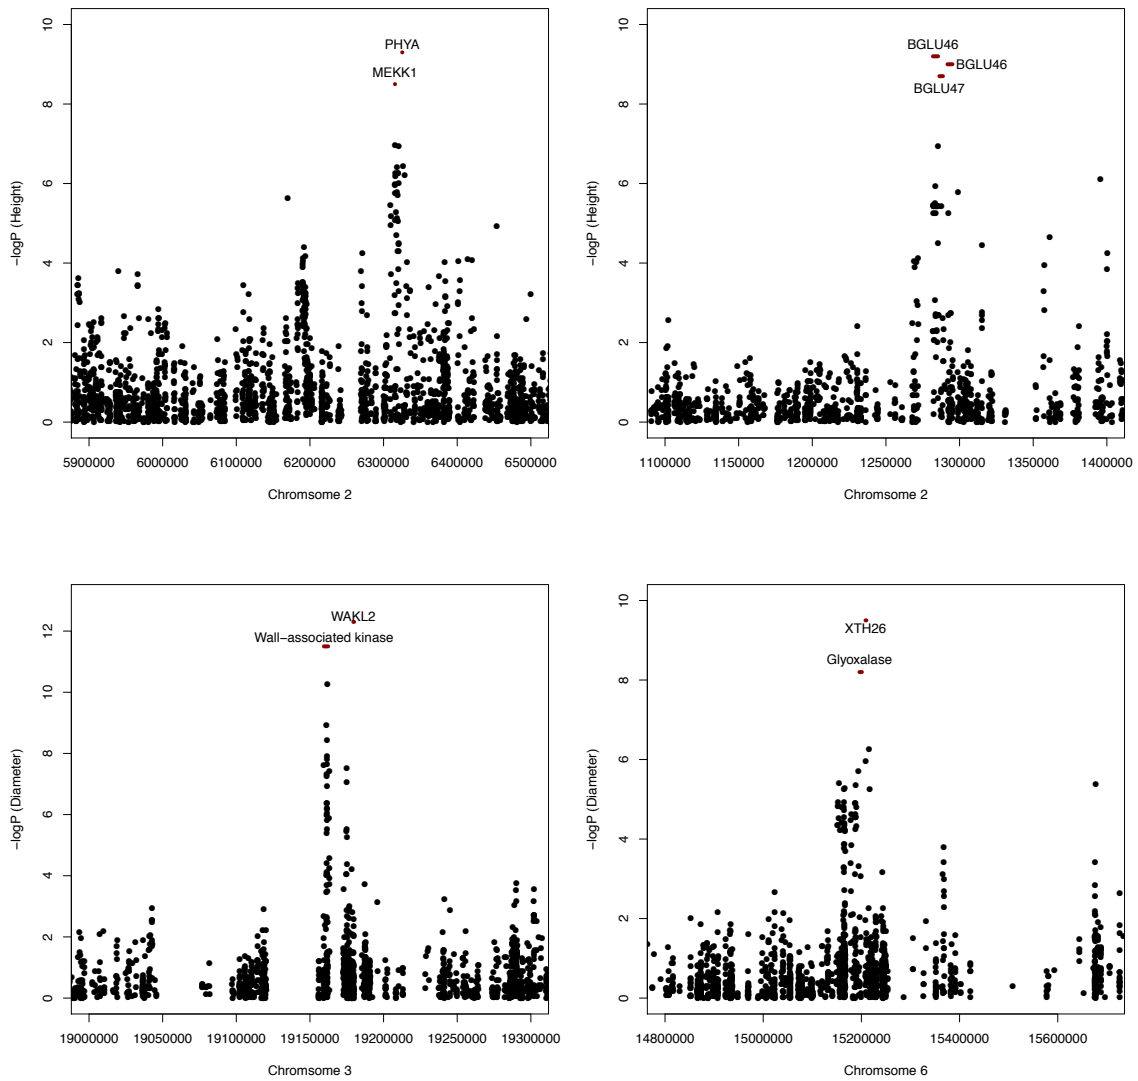 PHYA
MEKK1
−logP (Height)
0
2
4
6
8
10
5900000 6000000 6100000 6200000 6300000 6400000 6500000
Chromsome 2
BGLU46
BGLU46
BGLU47
−logP (Height)
0
2
4
6
8
10
1100000 1150000 1200000 1250000 1300000 1350000 1400000
Chromsome 2
WAKL2
Wall−associated kinase
−logP (Diameter)
0
2
4
6
8
10
12
19000000 19050000 19100000 19150000 19200000 19250000 19300000
Chromsome 3
XTH26
Glyoxalase
−logP (Diameter)
0
2
4
6
8
10
14800000 15000000 15200000 15400000 15600000
Chromsome 6